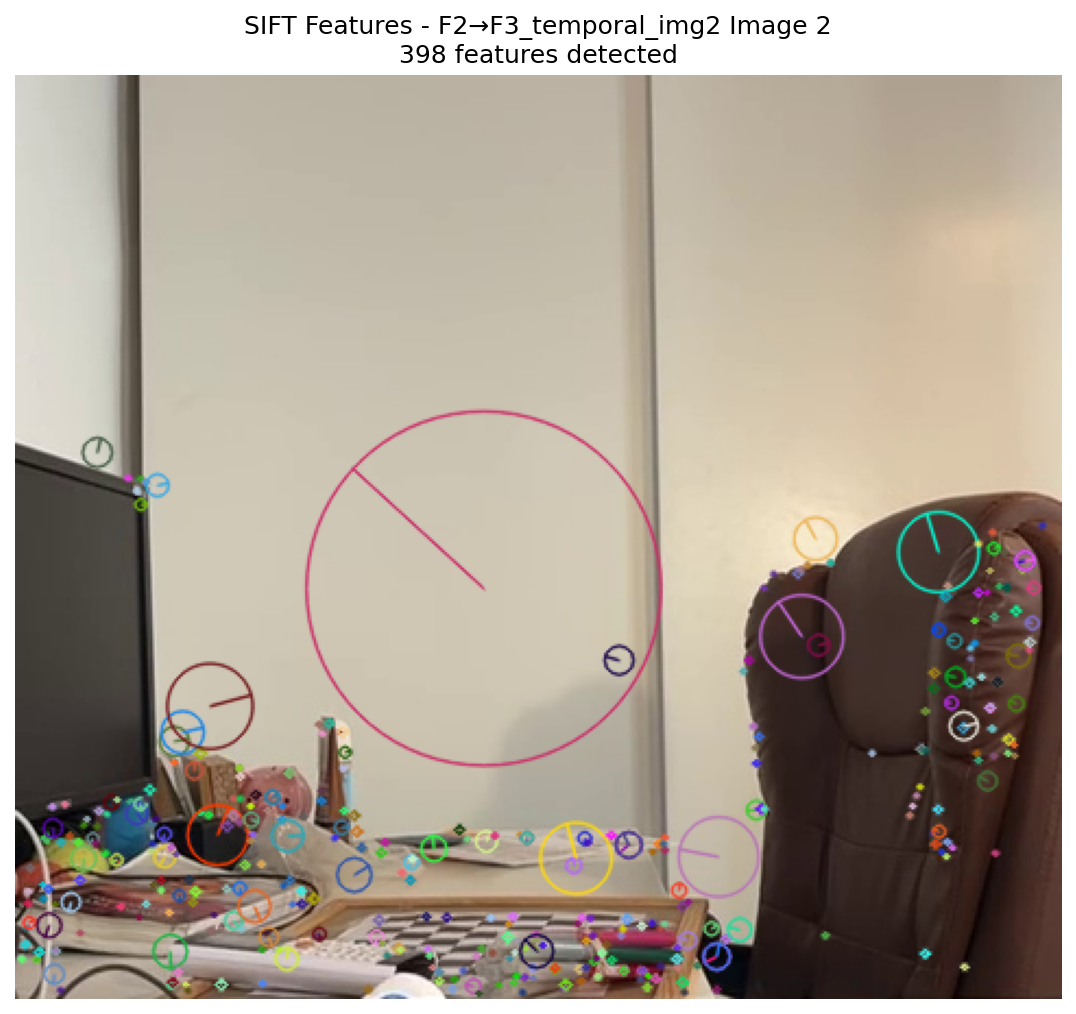 SIFT Features - F2→F3_temporal_img2 Image 2
398 features detected